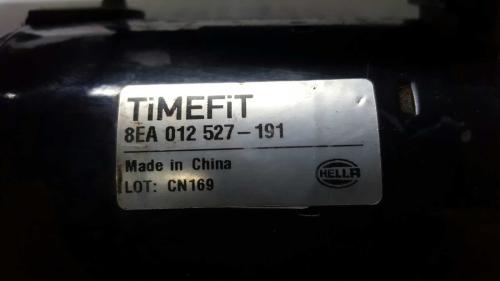 TiMEFiT
8EA 012 527-191
Made in China
LOT: CN169
HELLA